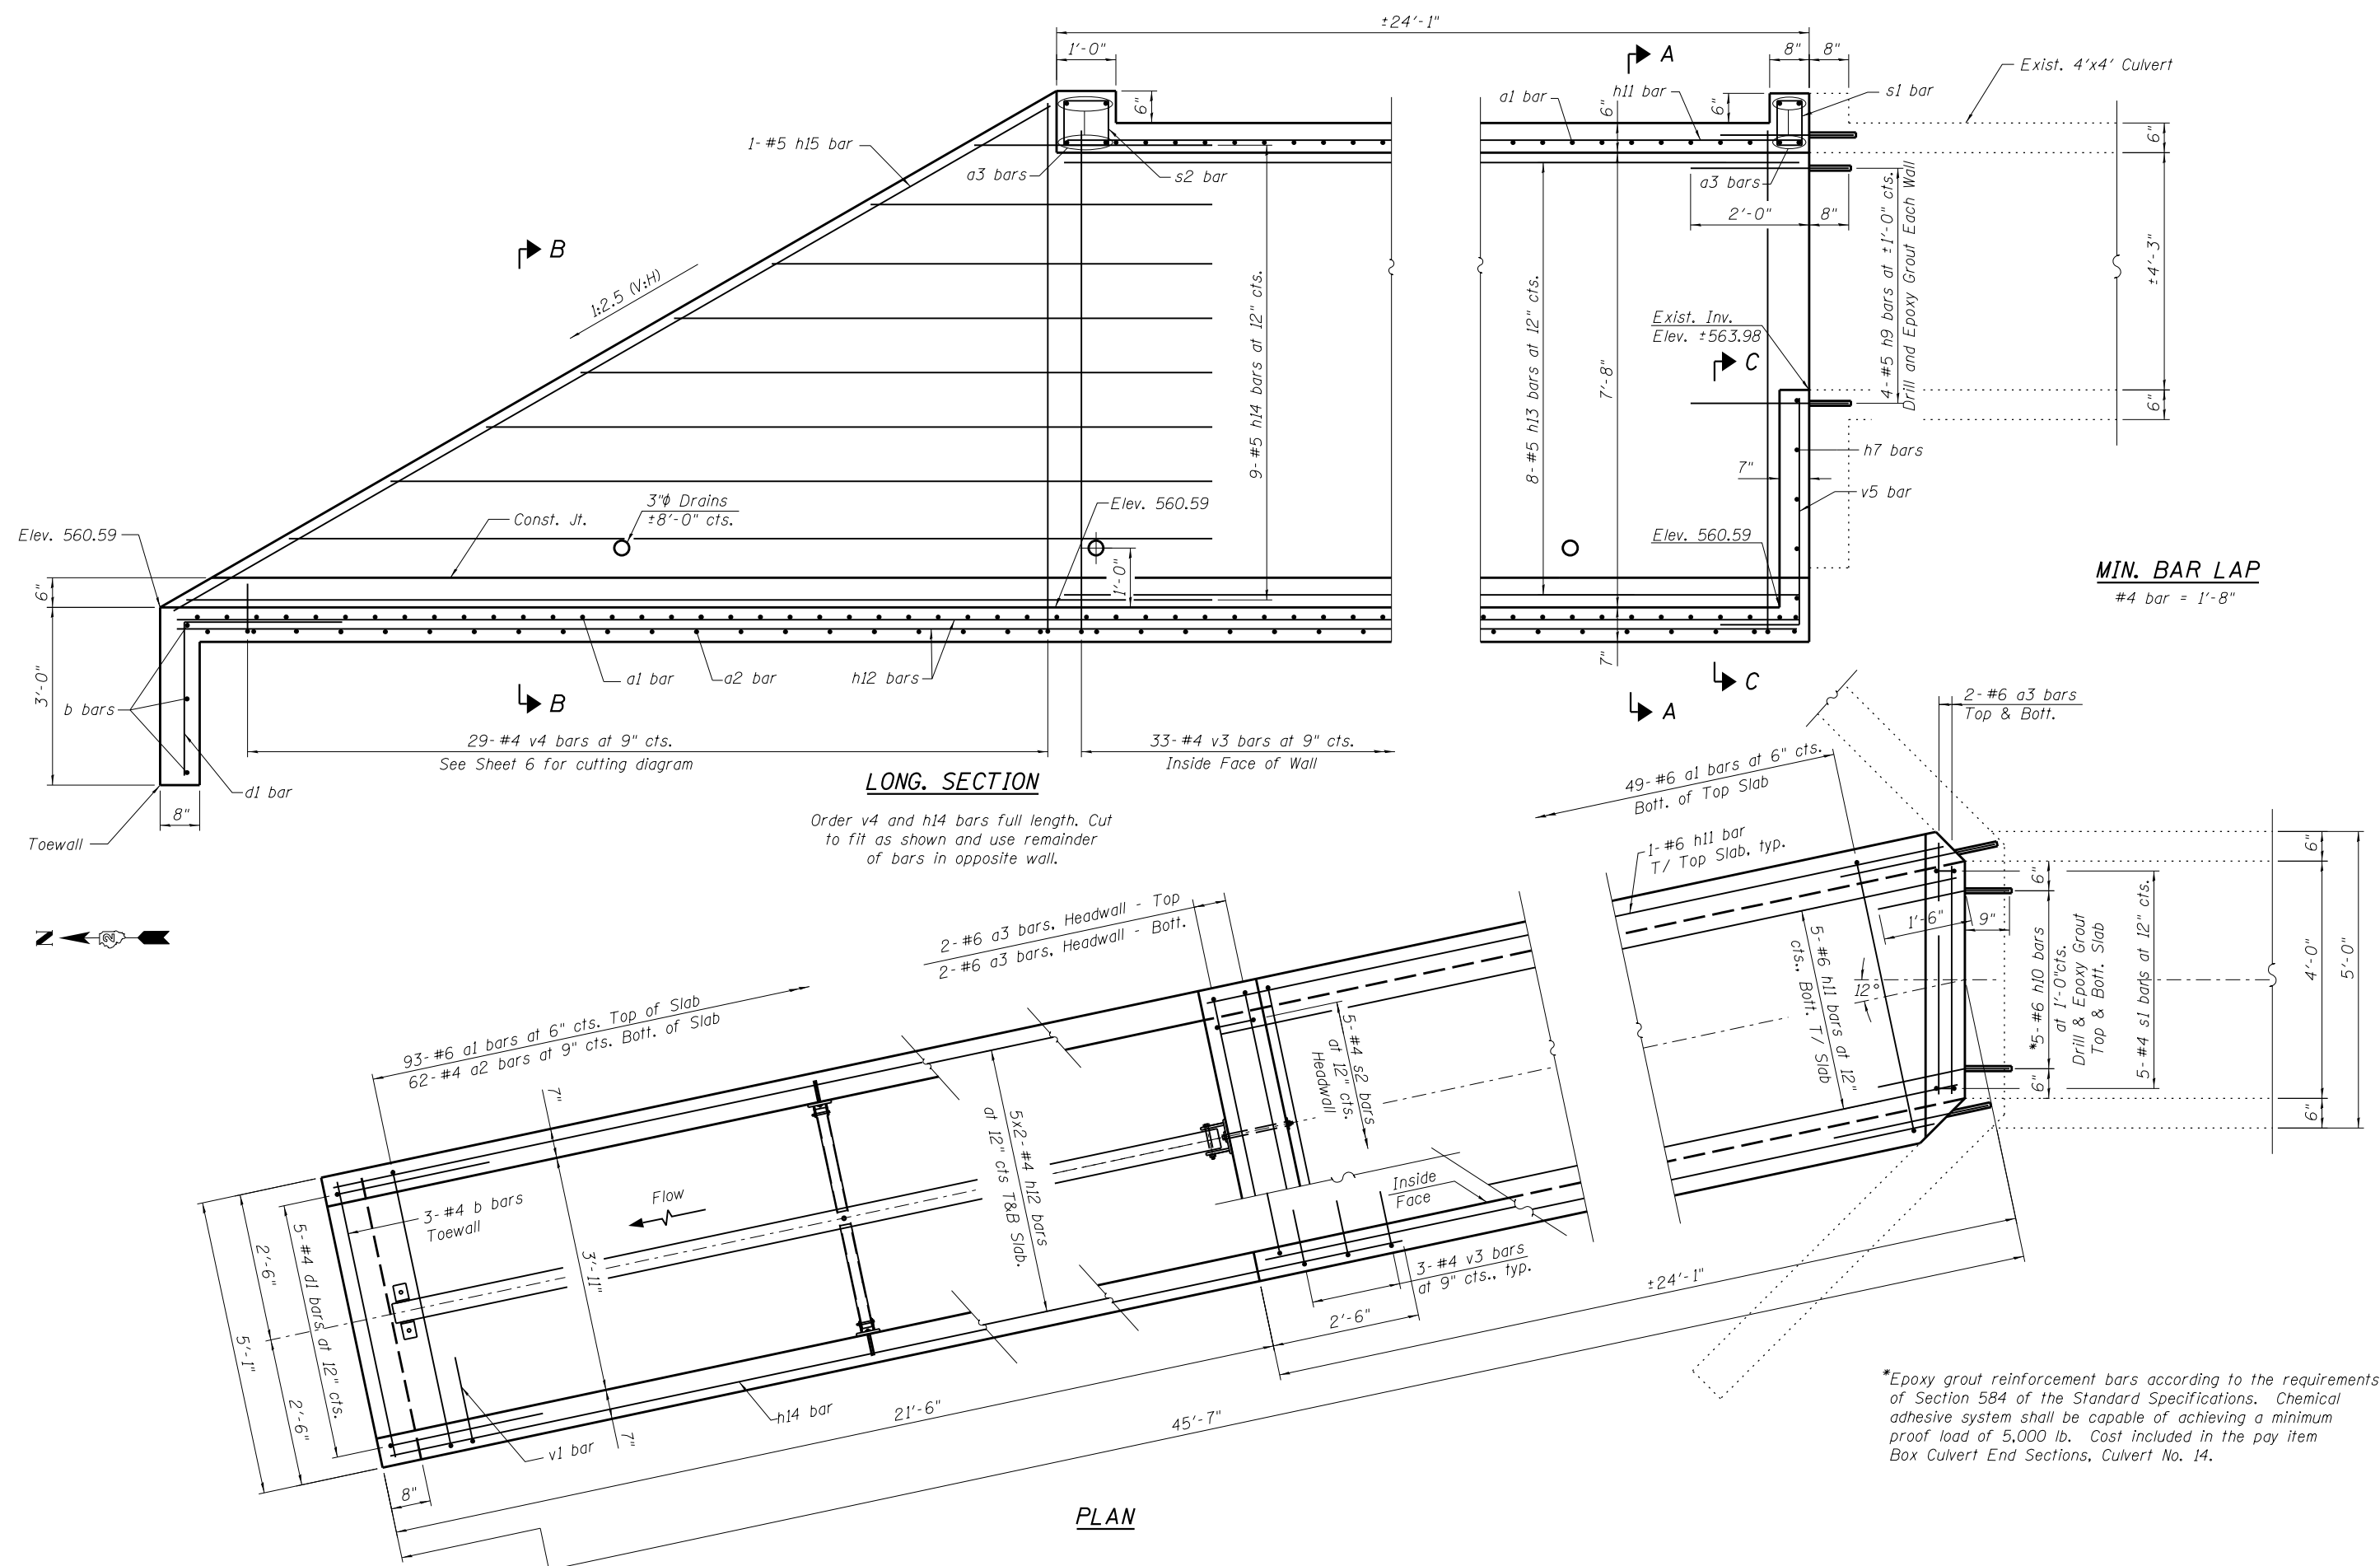 ±24'-1"
1'-0"
A
8"
8"
Exist. 4'x4' Culvert
6"
a1 bar
h11 bar
6"
6"
s1 bar
1-#5 h15 bar
a3 bars
s2 bar
a3 bars
6"
2'-0"
8"
B
1:2.5 (V:H)
9-#5 h14 bars at 12" cts.
8-#5 h13 bars at 12" cts.
7'-8"
4-#5 h9 bars at ±1'-0" cts.
Drill and Epoxy Grout Each Wall
±4'-3"
Exist. Inv.
Elev. ±563.98
C
6"
h7 bars
7"
v5 bar
3"ϕ Drains
±8'-0" cts.
Elev. 560.59
Const. Jt.
Elev. 560.59
Elev. 560.59
1'-0"
6"
3'-0"
MIN. BAR LAP
#4 bar = 1'-8"
b bars
a1 bar
a2 bar
h12 bars
7"
C
B
A
29-#4 v4 bars at 9" cts.
See Sheet 6 for cutting diagram
33-#4 v3 bars at 9" cts.
Inside Face of Wall
d1 bar
8"
Toewall
LONG. SECTION
Order v4 and h14 bars full length. Cut
to fit as shown and use remainder
of bars in opposite wall.
2-#6 a3 bars
Top & Bott.
49-#6 a1 bars at 6" cts.
Bott. of Top Slab
1-#6 h11 bar
T/ Top Slab, typ.
6"
6"
N
2-#6 a3 bars, Headwall - Top
2-#6 a3 bars, Headwall - Bott.
1'-6"
9"
5-#6 h11 bars at 12"
cts., Bott. T/ Slab
12°
*5-#6 h10 bars
at 1'-0"cts.
Drill & Epoxy Grout
Top & Bott. Slab
5-#4 s1 bars at 12" cts.
4'-0"
5'-0"
6"
6"
93-#6 a1 bars at 6" cts. Top of Slab
62-#4 a2 bars at 9" cts. Bott. of Slab
7"
5-#4 s2 bars
at 12" cts.
Headwall
5x2-#4 h12 bars
at 12" cts T&B Slab.
Flow
3-#4 b bars
Toewall
Inside
Face
2'-6"
5-#4 d1 bars at 12" cts.
3'-11"
5'-1"
2'-6"
3-#4 v3 bars
at 9" cts., typ.
2'-6"
±24'-1"
h14 bar
v1 bar
7"
8"
21'-6"
45'-7"
PLAN
*Epoxy grout reinforcement bars according to the requirements
of Section 584 of the Standard Specifications. Chemical
adhesive system shall be capable of achieving a minimum
proof load of 5,000 lb. Cost included in the pay item
Box Culvert End Sections, Culvert No. 14.